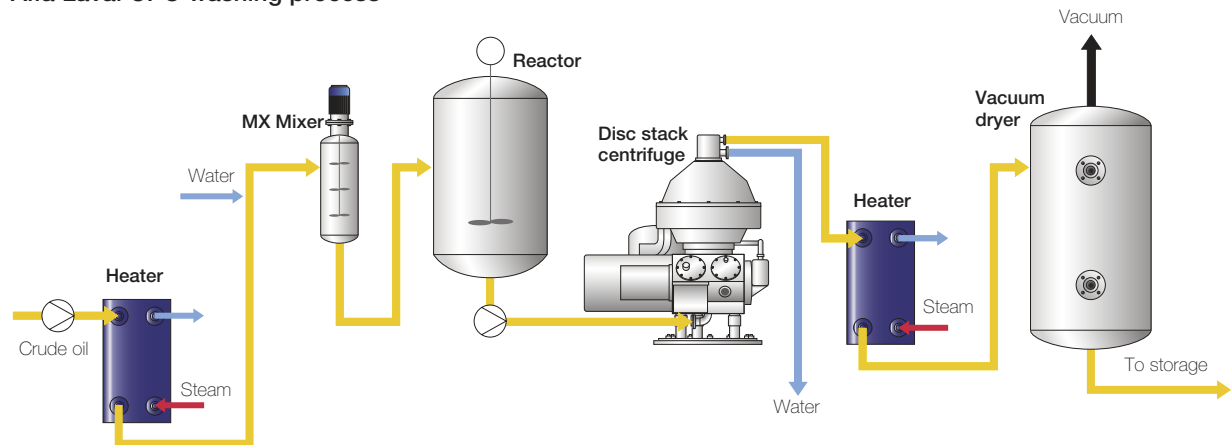 Vacuum
Reactor
Vacuum
dryer
MX Mixer
Disc stack
centrifuge
Water
Heater
Heater
Steam
Crude oil
To storage
Steam
Water